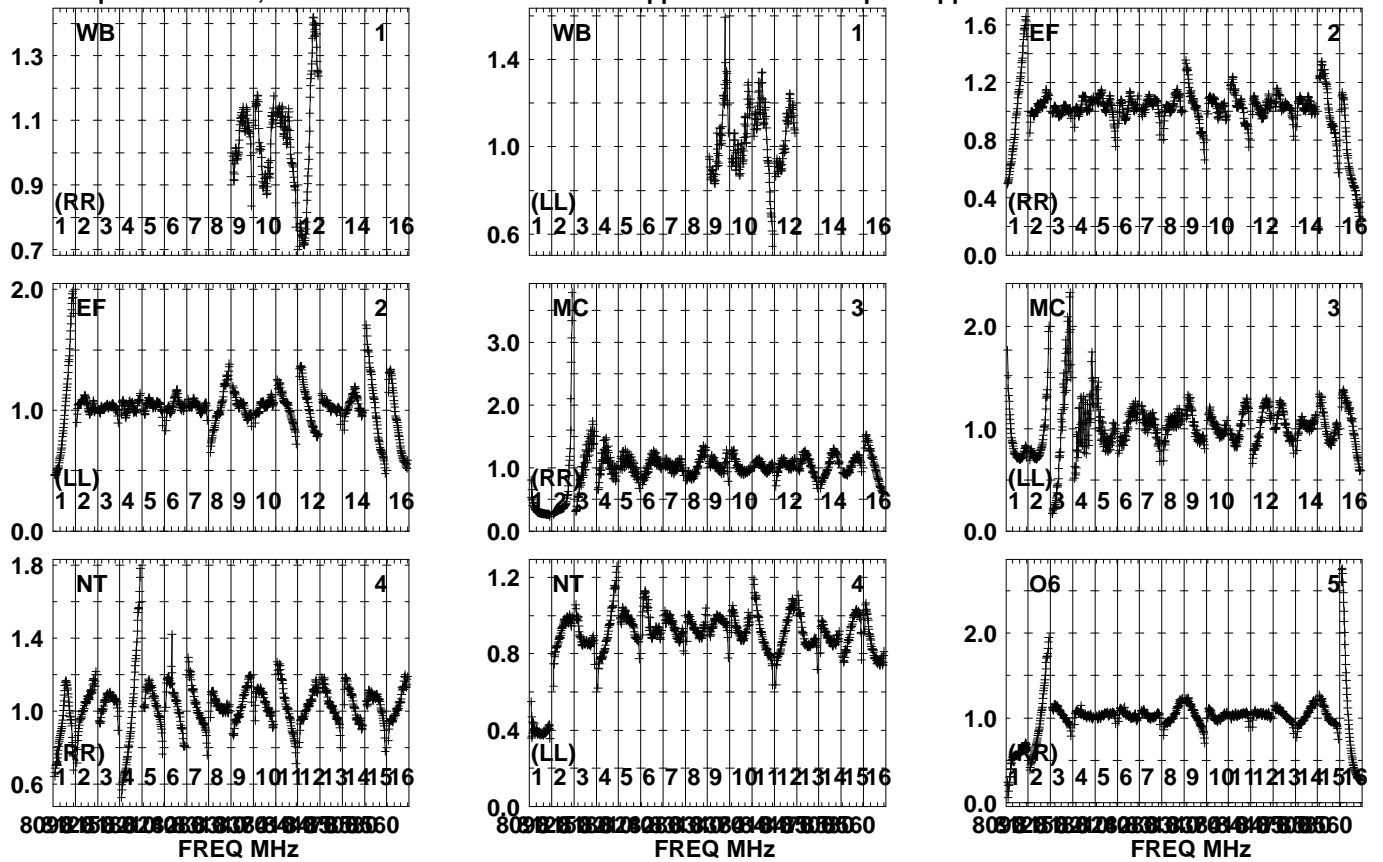 WB 1
1.3
1.1
0.9
0.7
(RR)
1 2 3 4 5 6 7 8 9 10 12 14 16
WB 1
1.4
1.0
0.6
(LL)
1 2 3 4 5 6 7 8 9 10 12 14 16
EF 2
1.6
1.2
0.8
0.4
0.0
(RR)
1 2 3 4 5 6 7 8 9 10 11 12 14 16
EF 2
2.0
1.0
0.0
(LL)
1 2 3 4 5 6 7 8 9 10 12 14 16
MC 3
3.0
2.0
1.0
0.0
(RR)
1 2 3 4 5 6 7 8 9 10 12 14 16
MC 3
2.0
1.0
0.0
(LL)
1 2 3 4 5 6 7 8 9 10 12 14 16
NT 4
1.8
1.4
1.0
0.6
(RR)
1 2 3 4 5 6 7 8 9 10 11 12 13 14 15 16
FREQ MHz
NT 4
1.2
0.8
0.4
0.0
(LL)
1 2 3 4 5 6 7 8 9 10 11 12 13 14 15 16
FREQ MHz
O6 5
2.0
1.0
0.0
1 2 3 4 5 6 7 8 9 10 11 12 13 14 15 16
FREQ MHz